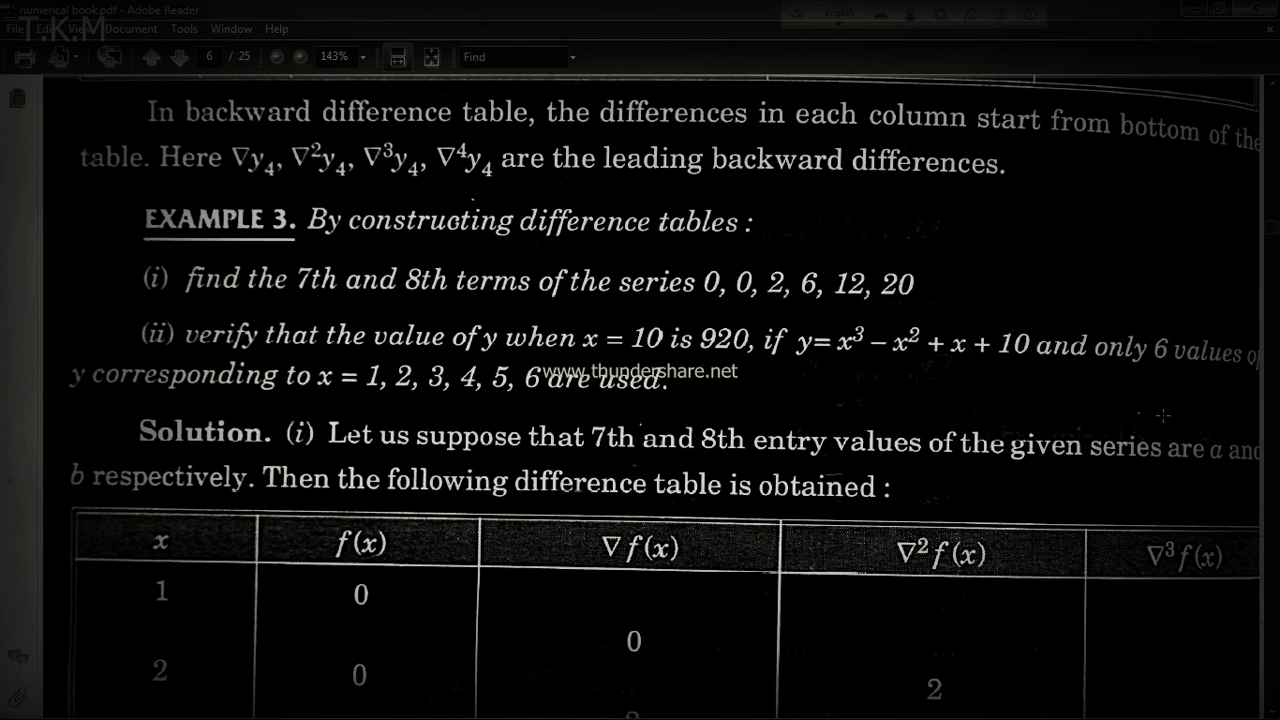 numerical book.pdf - Adobe Reader
T.K.M
English
File Edit View Document Tools Window Help
6 / 25 143% Find
In backward difference table, the differences in each column start from bottom of the
table. Here ∇y₄, ∇²y₄, ∇³y₄, ∇⁴y₄ are the leading backward differences.
EXAMPLE 3. By constructing difference tables :
(i) find the 7th and 8th terms of the series 0, 0, 2, 6, 12, 20
(ii) verify that the value of y when x = 10 is 920, if y= x³ – x² + x + 10 and only 6 values of
y corresponding to x = 1, 2, 3, 4, 5, 6 are used.
www.thundershare.net
Solution. (i) Let us suppose that 7th and 8th entry values of the given series are a and
b respectively. Then the following difference table is obtained :
x f(x) ∇ f(x) ∇² f(x) ∇³ f(x)
1 0
0
2 0
2